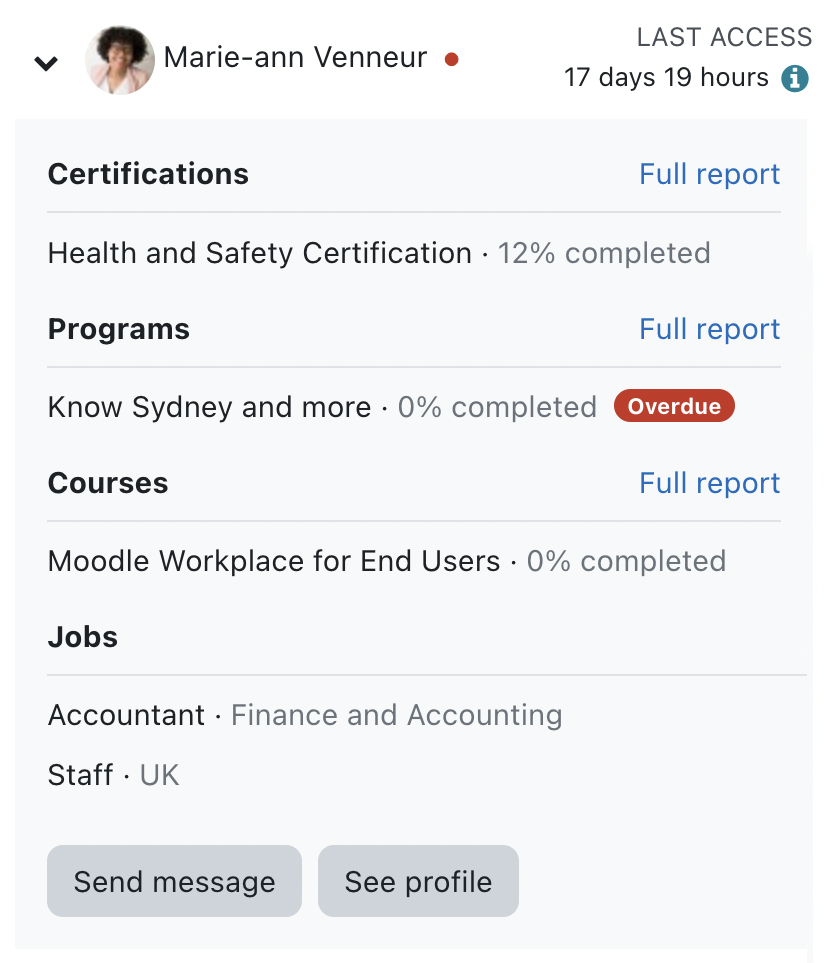 Marie-ann Venneur
LAST ACCESS
17 days 19 hours
Certifications
Full report
Health and Safety Certification · 12% completed
Programs
Full report
Know Sydney and more · 0% completed Overdue
Courses
Full report
Moodle Workplace for End Users · 0% completed
Jobs
Accountant · Finance and Accounting
Staff · UK
Send message
See profile